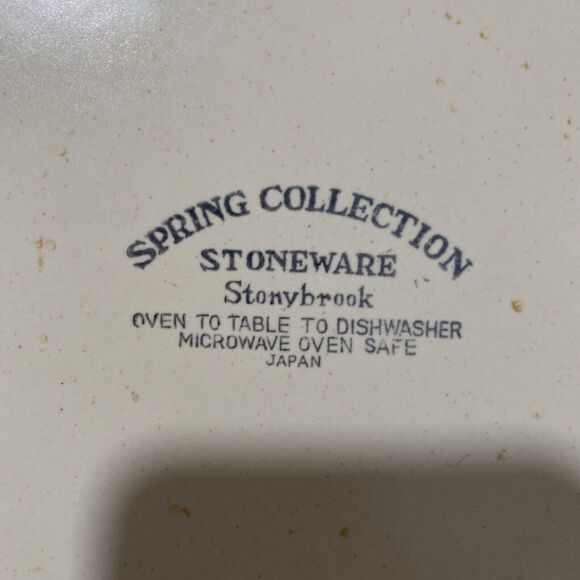 SPRING COLLECTION
STONEWARE
Stonybrook
OVEN TO TABLE TO DISHWASHER
MICROWAVE OVEN SAFE
JAPAN